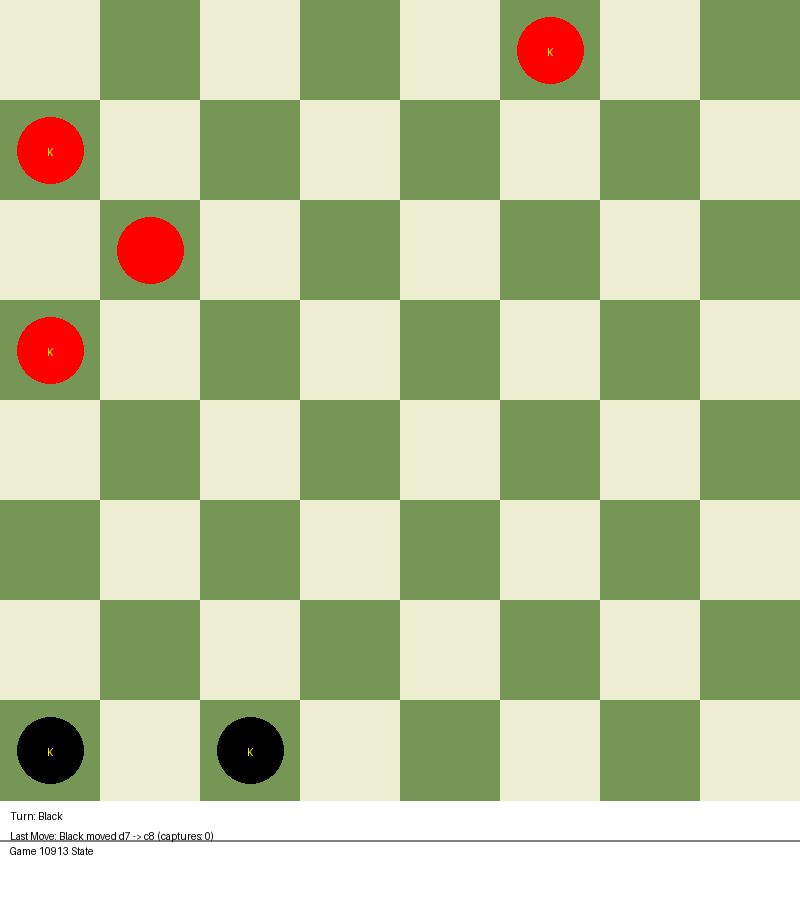 K
K
K
K K
Turn: Black
Last Move: Black moved d7 -> c8 (captures: 0)
Game 10913 State